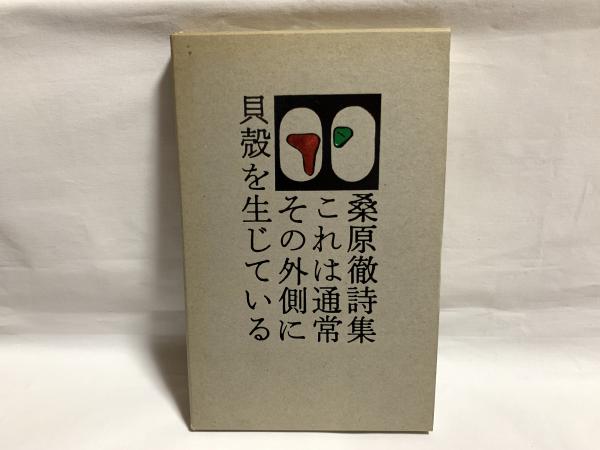 桑原徹詩集
これは通常
その外側に
貝殻を生じている